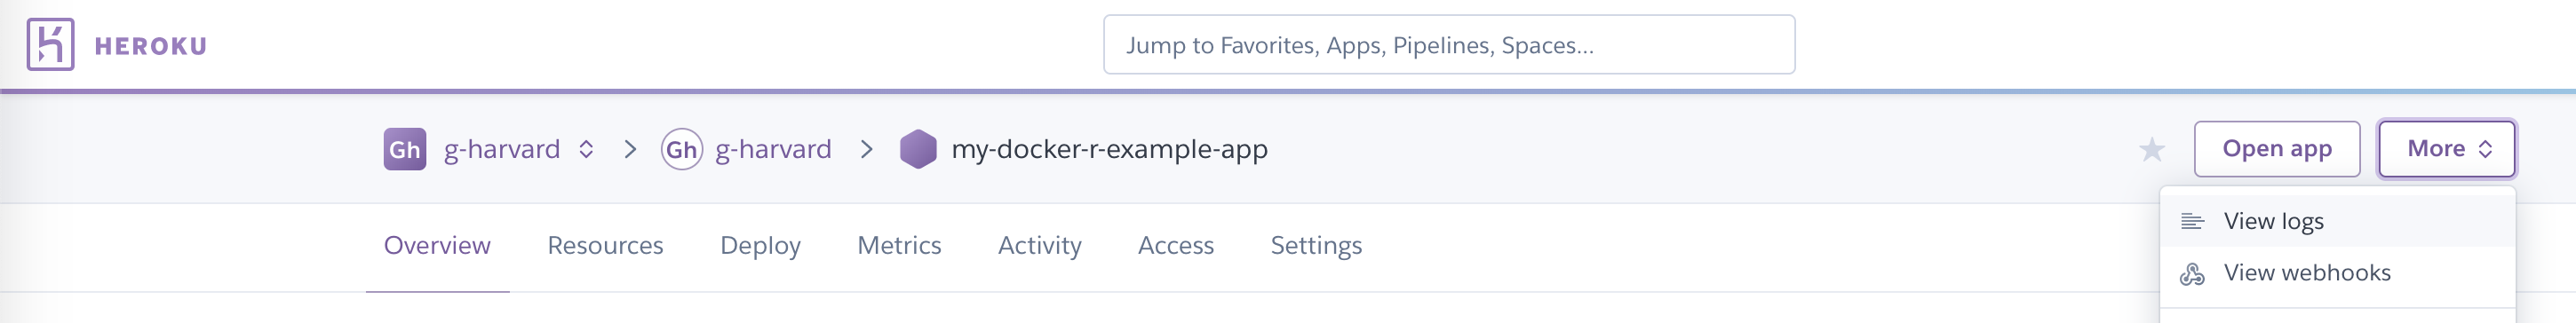 HEROKU
Jump to Favorites, Apps, Pipelines, Spaces...
Gh g-harvard > Gh g-harvard > my-docker-r-example-app
Open app
More
View logs
View webhooks
Overview Resources Deploy Metrics Activity Access Settings